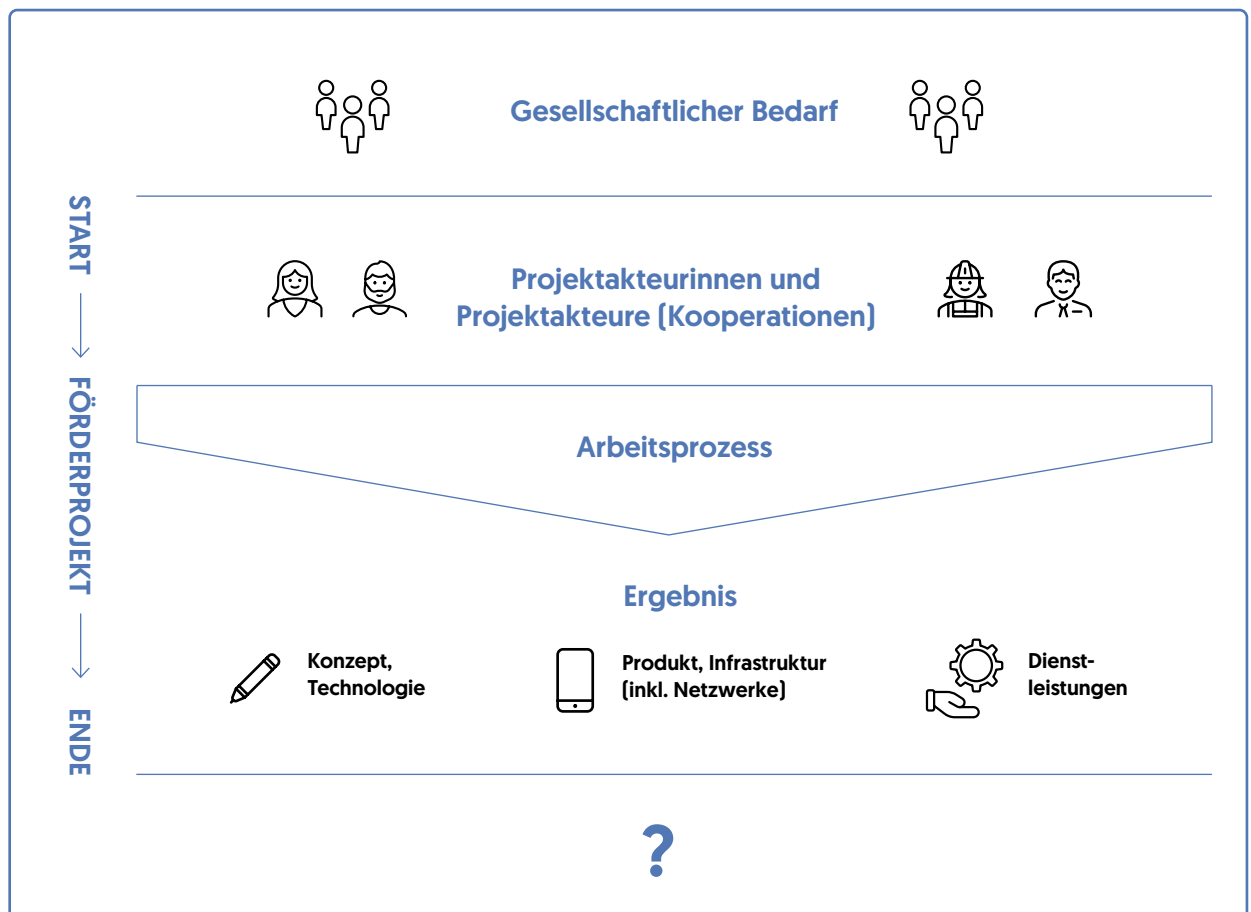 Gesellschaftlicher Bedarf
START
Projektakteurinnen und
Projektakteure (Kooperationen)
FÖRDERPROJEKT
Arbeitsprozess
Ergebnis
Konzept,
Technologie
Produkt, Infrastruktur
(inkl. Netzwerke)
Dienst-
leistungen
ENDE
?